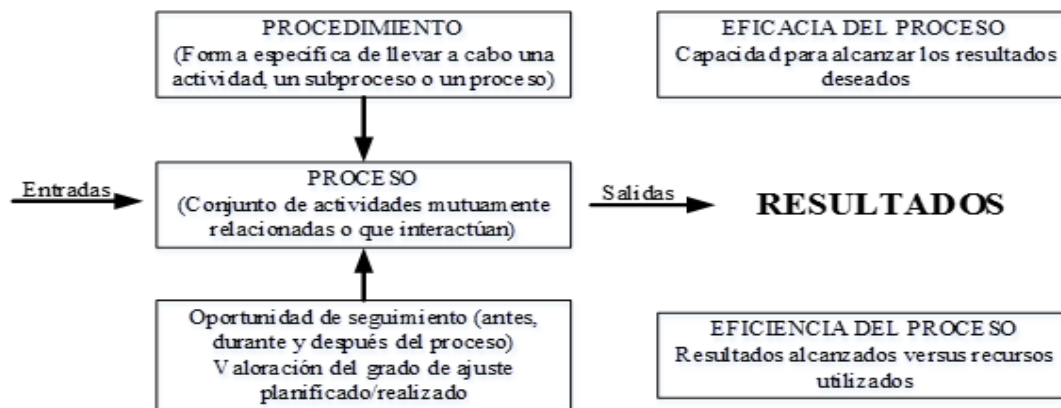 PROCEDIMIENTO
(Forma especifica de llevar a cabo una
actividad, un subproceso o un proceso)
EFICACIA DEL PROCESO
Capacidad para alcanzar los resultados
deseados
Entradas
PROCESO
(Conjunto de actividades mutuamente
relacionadas o que interactúan)
Salidas
RESULTADOS
Oportunidad de seguimiento (antes,
durante y después del proceso)
Valoración del grado de ajuste
planificado/realizado
EFICIENCIA DEL PROCESO
Resultados alcanzados versus recursos
utilizados